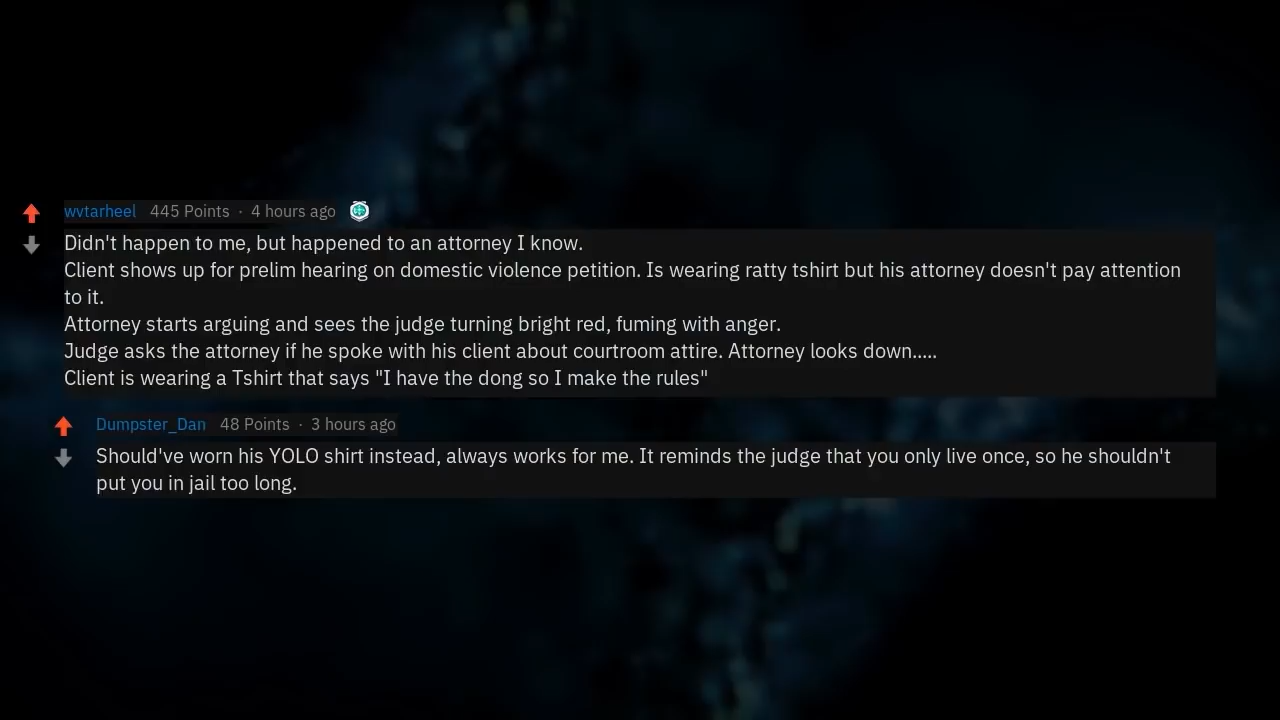 wvtarheel 445 Points · 4 hours ago
Didn't happen to me, but happened to an attorney I know.
Client shows up for prelim hearing on domestic violence petition. Is wearing ratty tshirt but his attorney doesn't pay attention
to it.
Attorney starts arguing and sees the judge turning bright red, fuming with anger.
Judge asks the attorney if he spoke with his client about courtroom attire. Attorney looks down.....
Client is wearing a Tshirt that says "I have the dong so I make the rules"
Dumpster_Dan 48 Points · 3 hours ago
Should've worn his YOLO shirt instead, always works for me. It reminds the judge that you only live once, so he shouldn't
put you in jail too long.